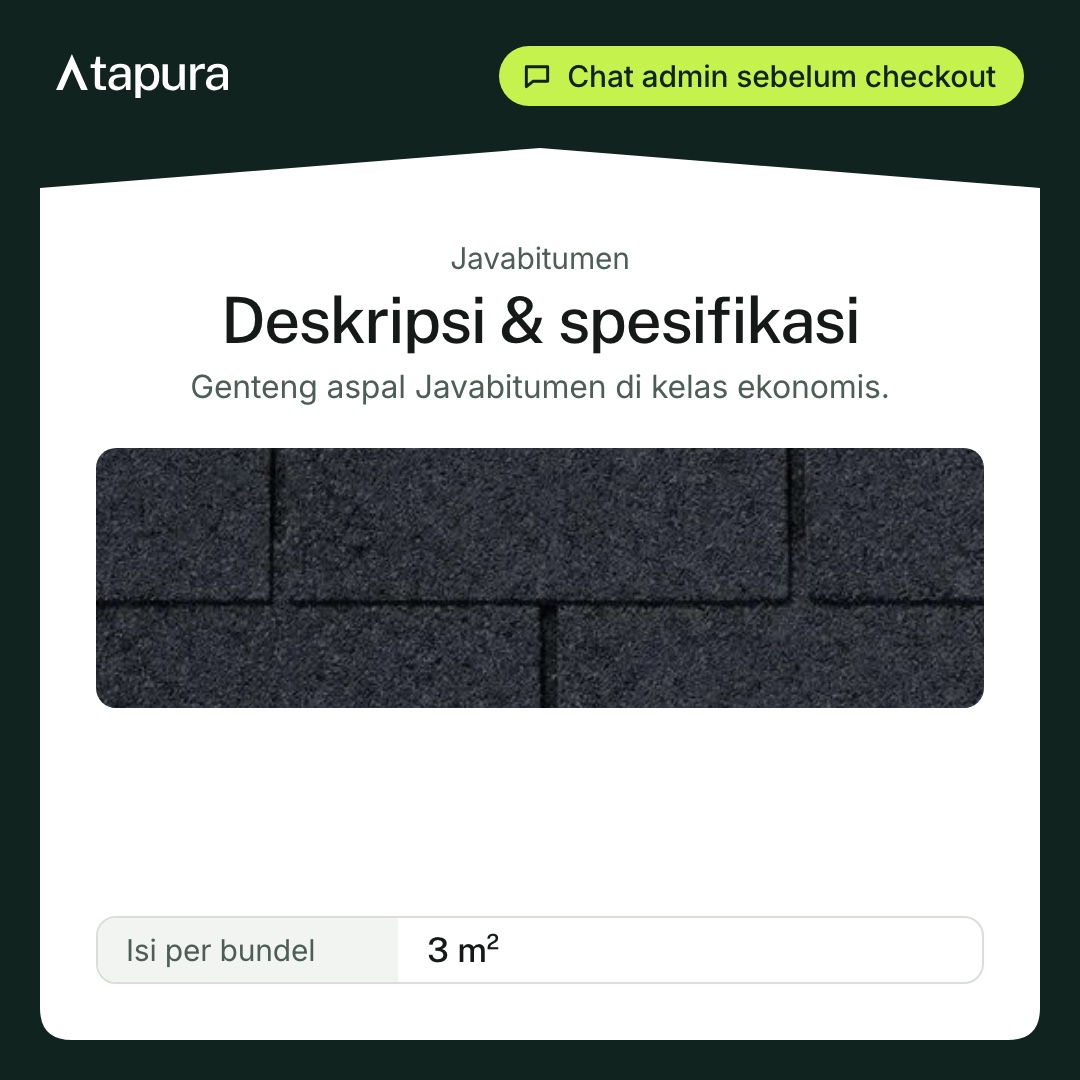 Atapura
Chat admin sebelum checkout
Javabitumen
Deskripsi & spesifikasi
Genteng aspal Javabitumen di kelas ekonomis.
Isi per bundel
3 m²